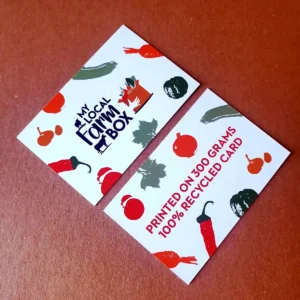 MY
LOCAL
Farm
BOX
PRINTED ON 300 GRAMS
100% RECYCLED CARD